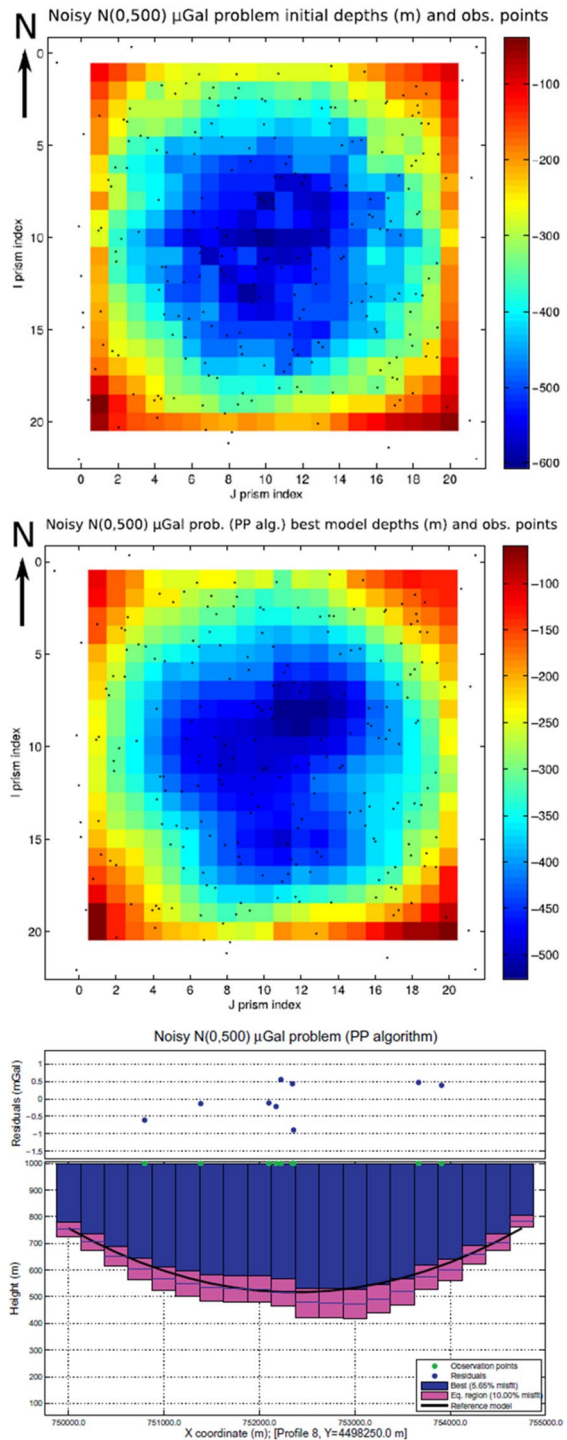 Noisy N(0,500) µGal problem initial depths (m) and obs. points
N
0
5
10
15
20
I prism index
0 2 4 6 8 10 12 14 16 18 20
J prism index
−100
−200
−300
−400
−500
−600
Noisy N(0,500) µGal prob. (PP alg.) best model depths (m) and obs. points
N
0
5
10
15
20
I prism index
0 2 4 6 8 10 12 14 16 18 20
J prism index
−100
−150
−200
−250
−300
−350
−400
−450
−500
Noisy N(0,500) µGal problem (PP algorithm)
Residuals (mGal)
1
0.5
0
−0.5
−1
−1.5
Height (m)
1000
900
800
700
600
500
400
300
200
100
Observation points
Residuals
Best (5.65% misfit)
Eq. region (10.00% misfit)
Reference model
750000.0 751000.0 752000.0 753000.0 754000.0 755000.0
X coordinate (m); [Profile 8, Y=4498250.0 m]